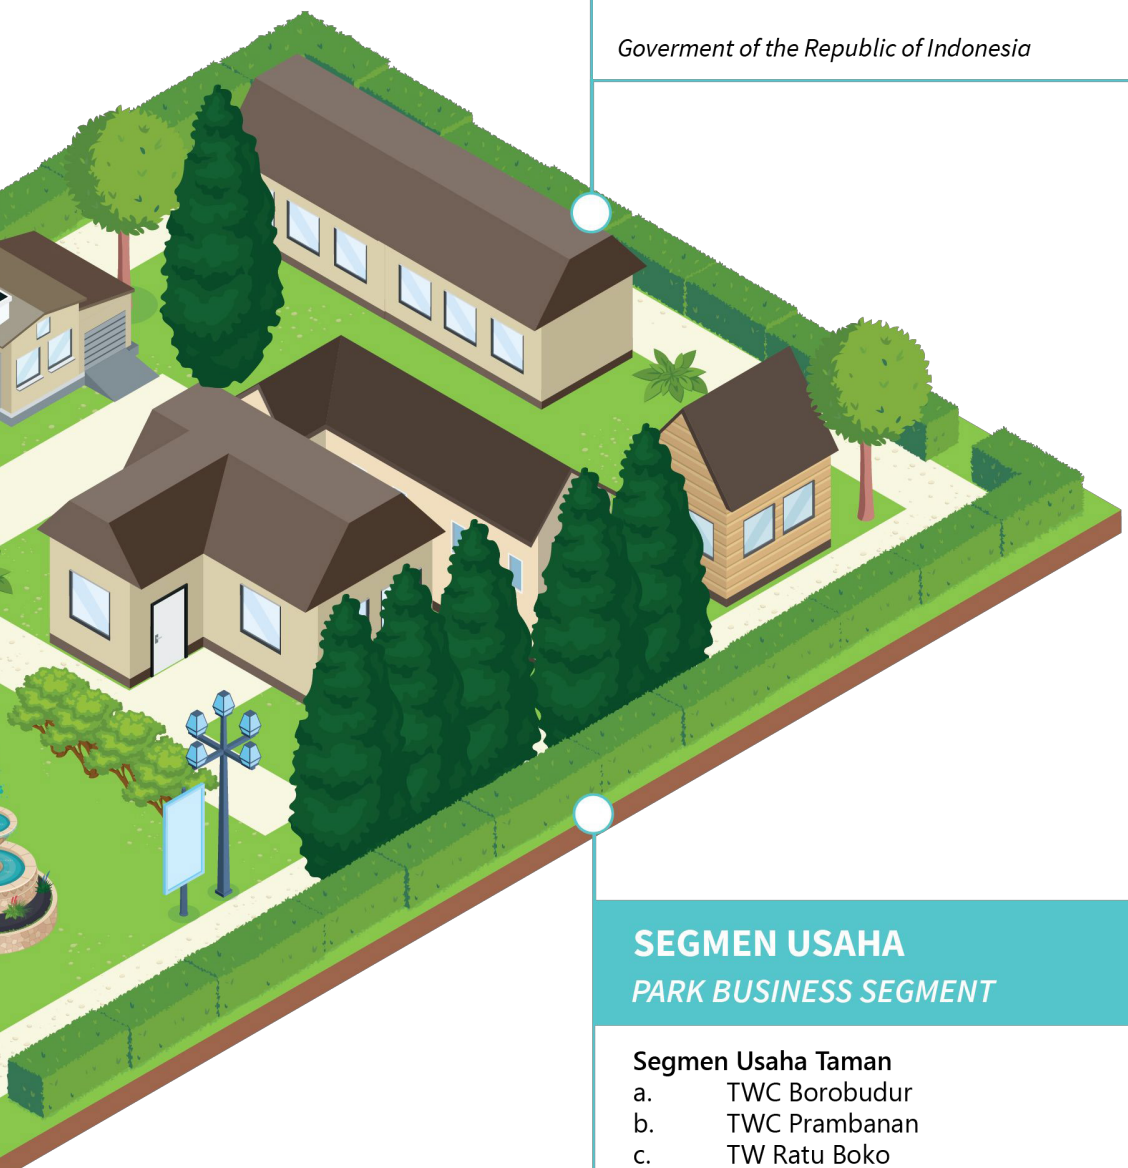 Goverment of the Republic of Indonesia
SEGMEN USAHA
PARK BUSINESS SEGMENT
Segmen Usaha Taman
a. TWC Borobudur
b. TWC Prambanan
c. TW Ratu Boko